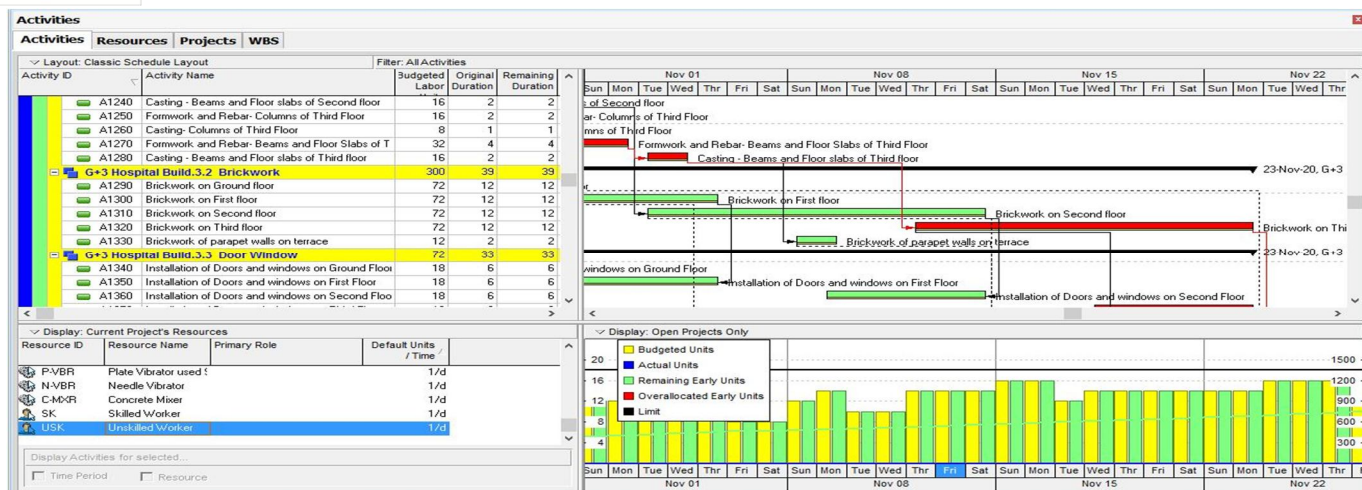 Activities
Activities Resources Projects WBS
Layout: Classic Schedule Layout Filter: All Activities
Activity ID Activity Name Budgeted Labor Original Duration Remaining Duration
A1240 Casting - Beams and Floor slabs of Second floor 16 2 2
A1250 Formwork and Rebar- Columns of Third Floor 16 2 2
A1260 Casting- Columns of Third Floor 8 1 1
A1270 Formwork and Rebar- Beams and Floor Slabs of T 32 4 4
A1280 Casting - Beams and Floor slabs of Third floor 16 2 2
G+3 Hospital Build.3.2 Brickwork 300 39 39
A1290 Brickwork on Ground floor 72 12 12
A1300 Brickwork on First floor 72 12 12
A1310 Brickwork on Second floor 72 12 12
A1320 Brickwork on Third floor 72 12 12
A1330 Brickwork of parapet walls on terrace 12 2 2
G+3 Hospital Build.3.3 Door Window 72 33 33
A1340 Installation of Doors and windows on Ground Floor 18 6 6
A1350 Installation of Doors and windows on First Floor 18 6 6
A1360 Installation of Doors and windows on Second Floo 18 6 6
Nov 01 Nov 08 Nov 15 Nov 22
Sun Mon Tue Wed Thr Fri Sat Sun Mon Tue Wed Thr Fri Sat Sun Mon Tue Wed Thr Fri Sat Sun Mon Tue Wed Thr
s of Second floor
ar- Columns of Third Floor
mns of Third Floor
Formwork and Rebar- Beams and Floor Slabs of Third Floor
Casting - Beams and Floor slabs of Third floor
23-Nov-20, G+3
Brickwork on First floor
Brickwork on Second floor
Brickwork on Thi
Brickwork of parapet walls on terrace
23-Nov-20, G+3
windows on Ground Floor
Installation of Doors and windows on First Floor
Installation of Doors and windows on Second Floor
Display: Current Project's Resources
Resource ID Resource Name Primary Role Default Units / Time
P-VBR Plate Vibrator used 1/d
N-VBR Needle Vibrator 1/d
C-MXR Concrete Mixer 1/d
SK Skilled Worker 1/d
USK Unskilled Worker 1/d
Display Activities for selected...
Time Period Resource
Display: Open Projects Only
Budgeted Units
Actual Units
Remaining Early Units
Overallocated Early Units
Limit
20 1500
16 1200
12 900
8 600
4 300
Sun Mon Tue Wed Thr Fri Sat Sun Mon Tue Wed Thr Fri Sat Sun Mon Tue Wed Thr Fri Sat Sun Mon Tue Wed Thr
Nov 01 Nov 08 Nov 15 Nov 22